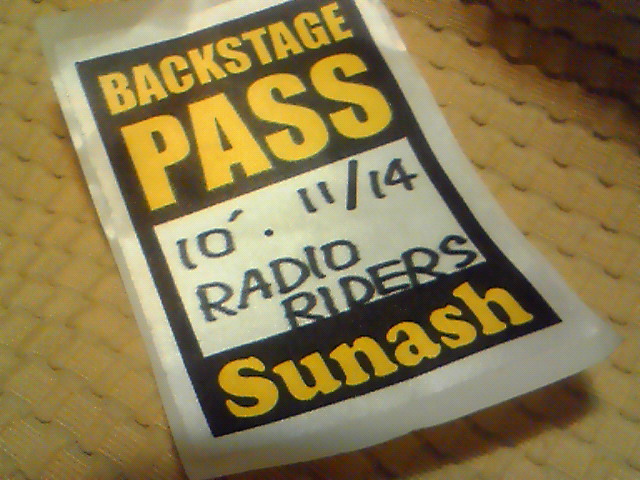 BACKSTAGE
PASS
10'. 11/14
RADIO
RIDERS
Sunash